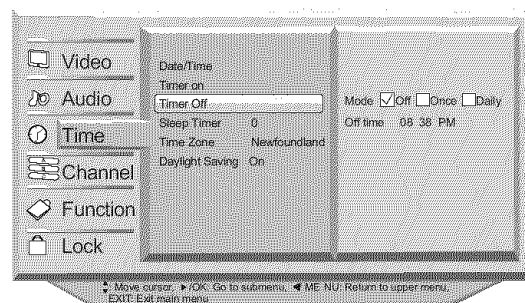 Video
Audio
Time
Channel
Function
Lock
Date/Time
Timer on
Timer Off
Sleep Timer 0
Time Zone Newfoundland
Daylight Saving On
Mode Off Once Daily
Off time 08 38 PM
Move cursor, ►/OK: Go to submenu, ◄ ME NU: Return to upper menu,
EXIT: Exit main menu